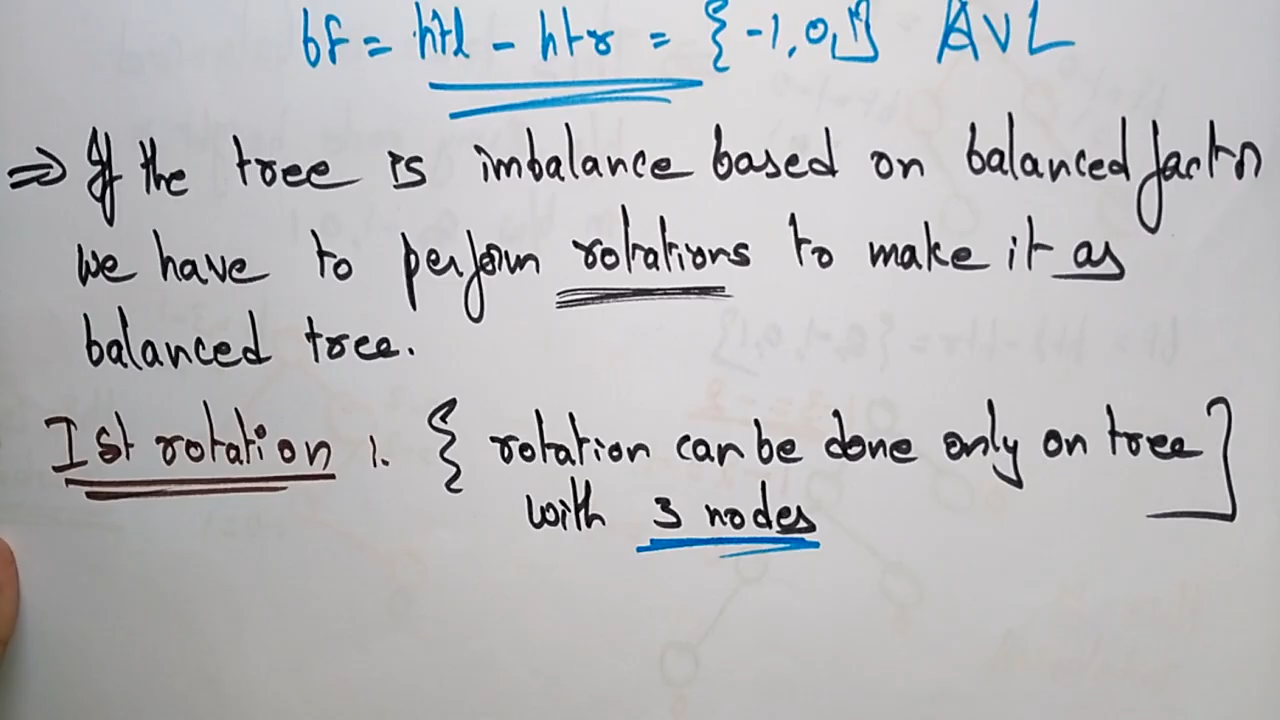 bf = htl - htr = {-1, 0, 1} AVL
⇒ If the tree is imbalance based on balanced factor
we have to perform rotations to make it as
balanced tree.
Ist rotation :. { rotation can be done only on tree ]
with 3 nodes